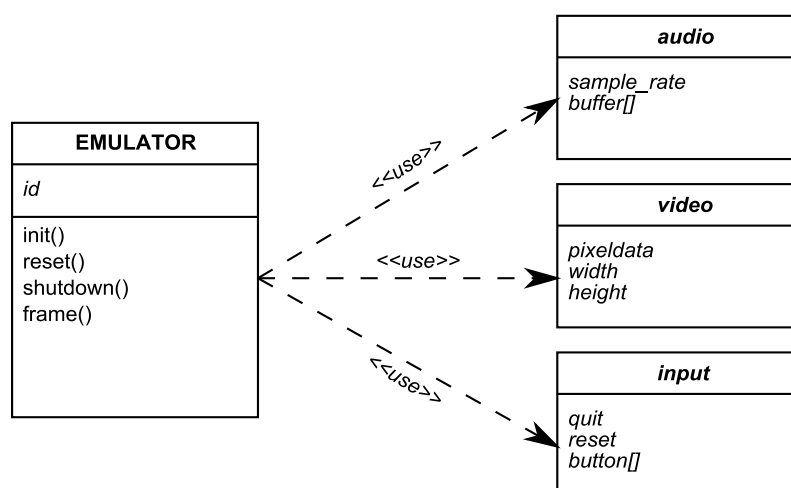 EMULATOR
id
init()
reset()
shutdown()
frame()
<<use>>
<<use>>
<<use>>
audio
sample_rate
buffer[]
video
pixeldata
width
height
input
quit
reset
button[]